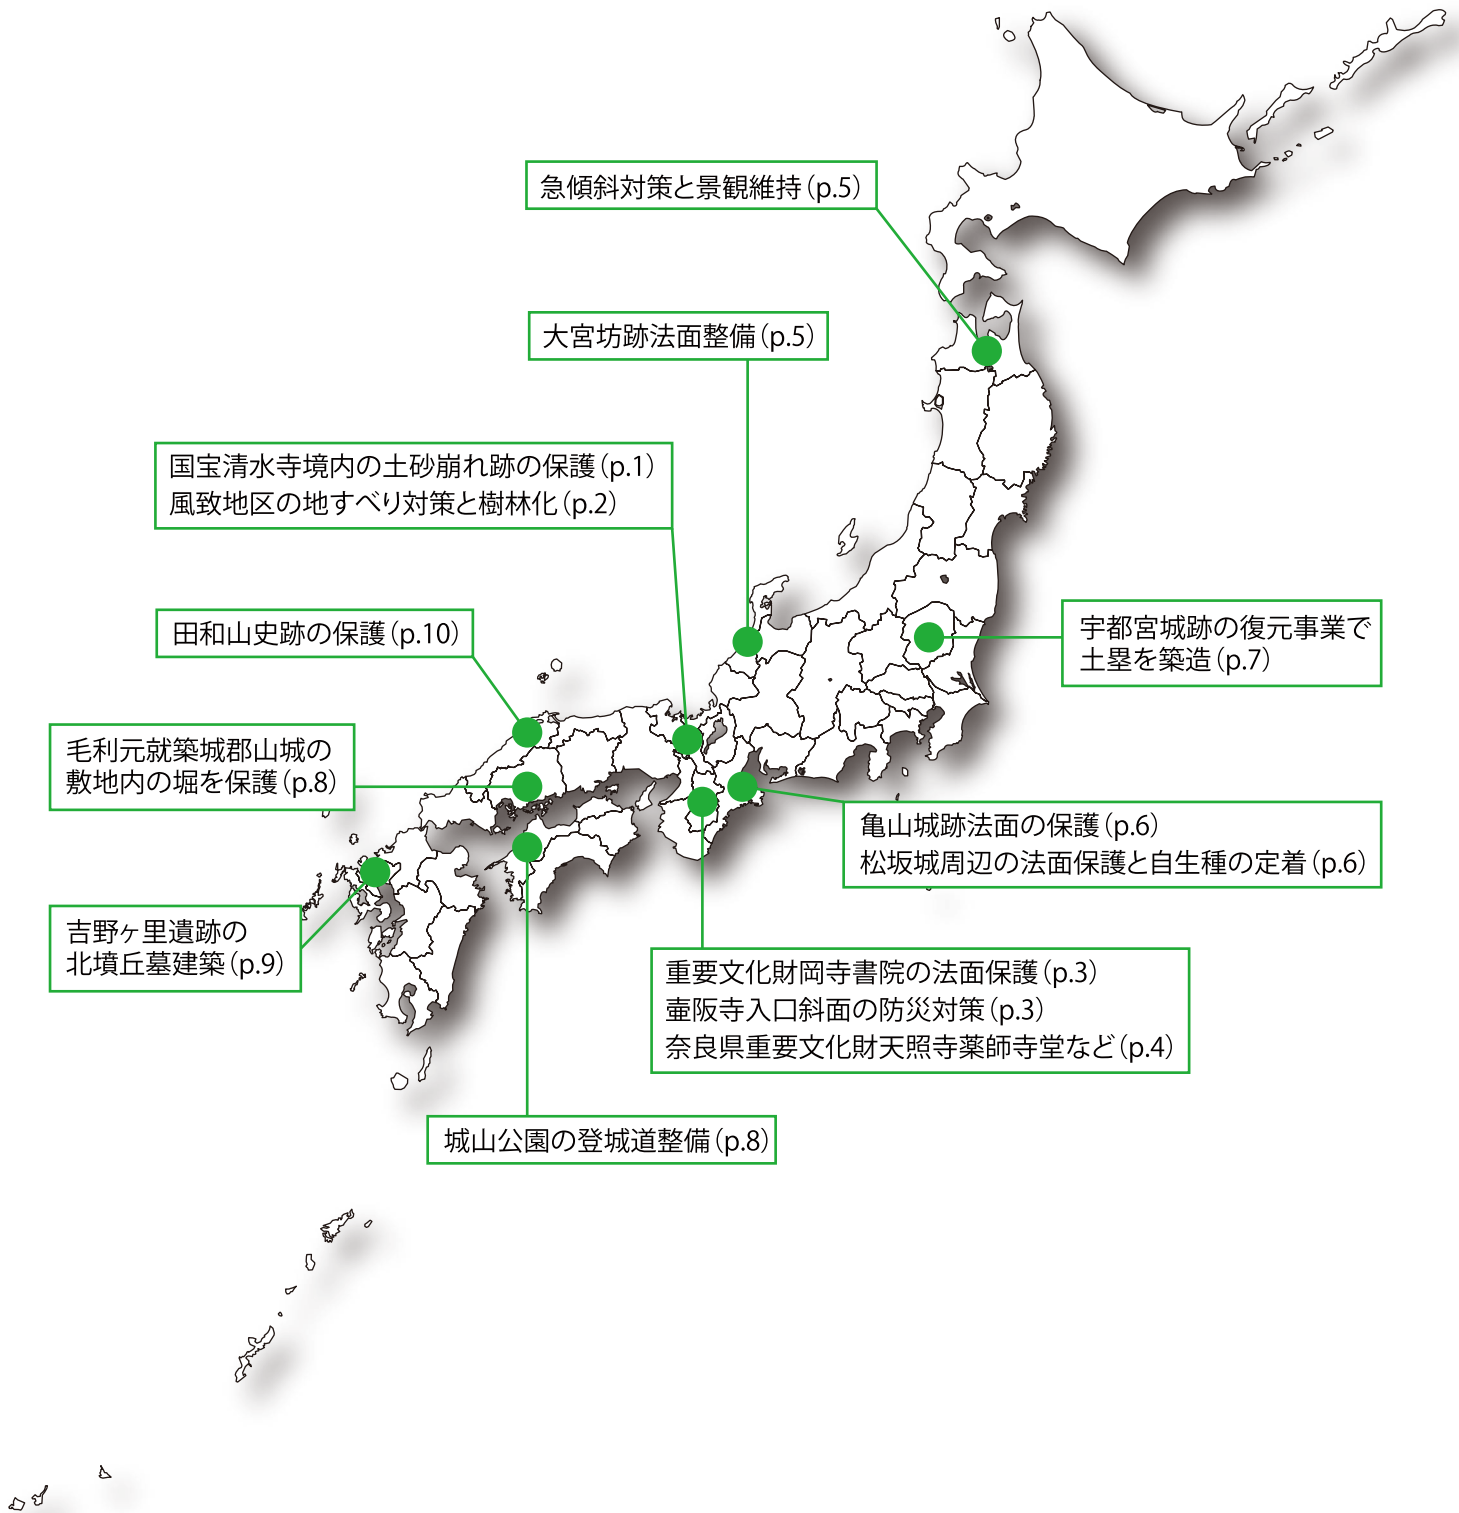 急傾斜対策と景観維持（p.5）
大宮坊跡法面整備（p.5）
国宝清水寺境内の土砂崩れ跡の保護（p.1）
風致地区の地すべり対策と樹林化（p.2）
田和山史跡の保護（p.10）
宇都宮城跡の復元事業で
土塁を築造（p.7）
毛利元就築城郡山城の
敷地内の堀を保護（p.8）
亀山城跡法面の保護（p.6）
松坂城周辺の法面保護と自生種の定着（p.6）
吉野ヶ里遺跡の
北墳丘墓建築（p.9）
重要文化財岡寺書院の法面保護（p.3）
壷阪寺入口斜面の防災対策（p.3）
奈良県重要文化財天照寺薬師寺堂など（p.4）
城山公園の登城道整備（p.8）